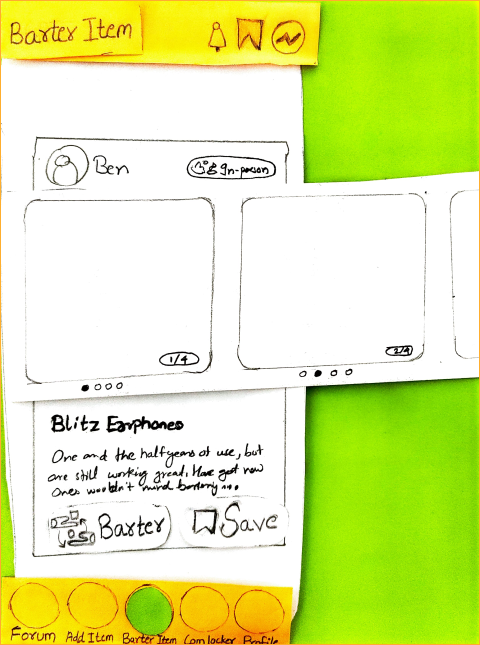 Barter Item
Ben
In-person
1/4
2/4
Blitz Earphones
One and the half years of use, but
are still working great, Have got new
ones wouldn't mind
Barter
Save
Forum Add Item Barter Item Com locker Profile